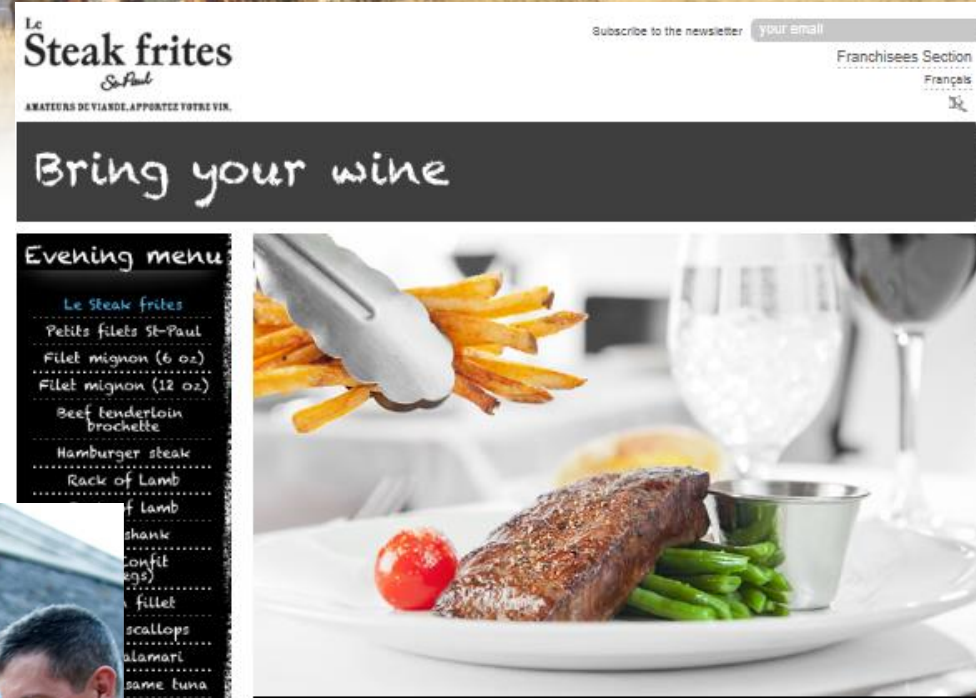 Le
Steak frites
St-Paul
AMATEURS DE VIANDE, APPORTEZ VOTRE VIN.
Subscribe to the newsletter your email
Franchisees Section
Français
Bring your wine
Evening menu
Le Steak frites
Petits filets St-Paul
Filet mignon (6 oz)
Filet mignon (12 oz)
Beef tenderloin
brochette
Hamburger steak
Rack of Lamb
f lamb
shank
confit
egs)
fillet
scallops
alamari
same tuna